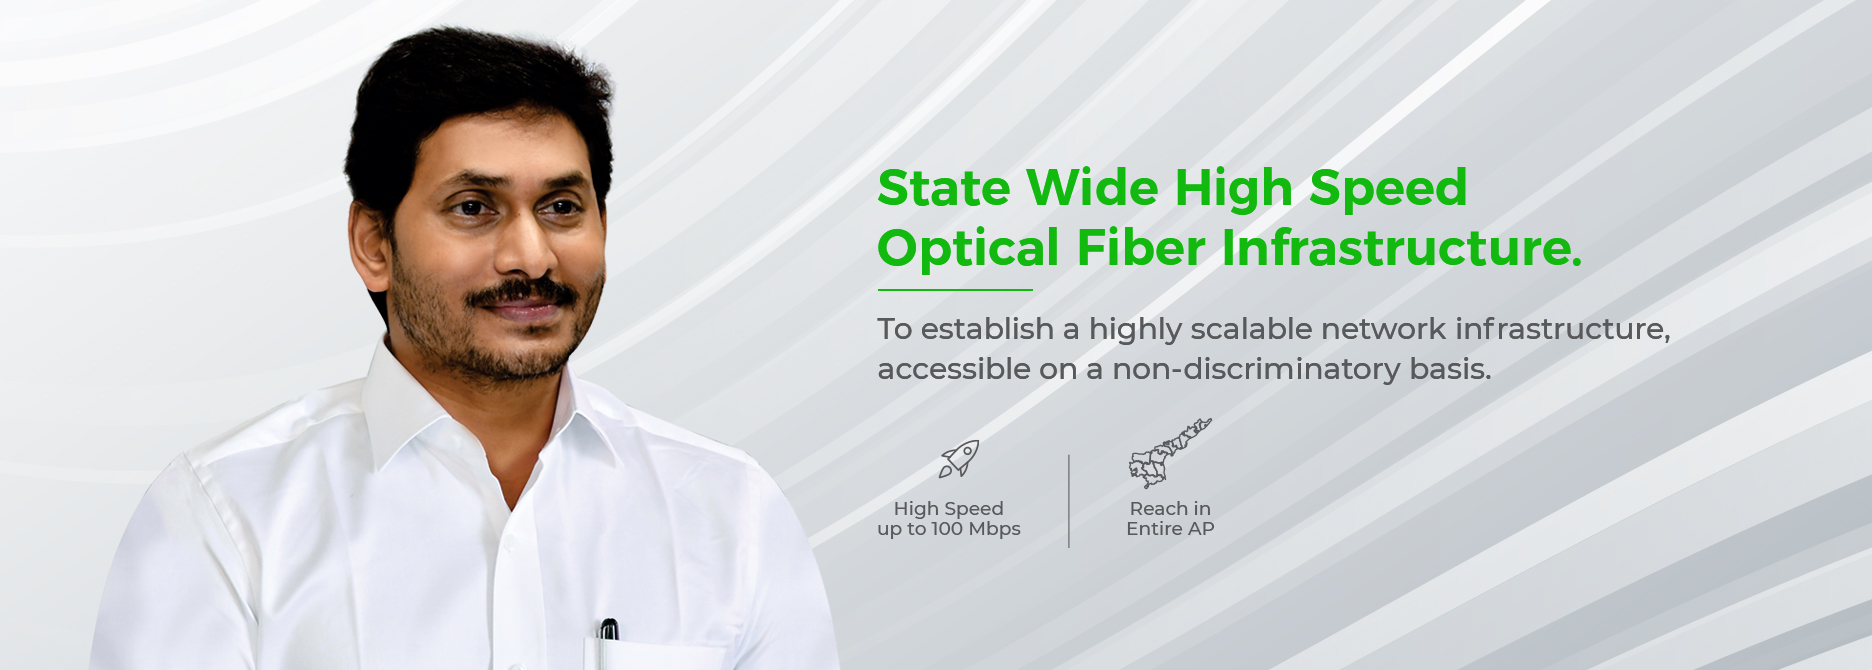 State Wide High Speed
Optical Fiber Infrastructure.
To establish a highly scalable network infrastructure,
accessible on a non-discriminatory basis.
High Speed
up to 100 Mbps
Reach in
Entire AP